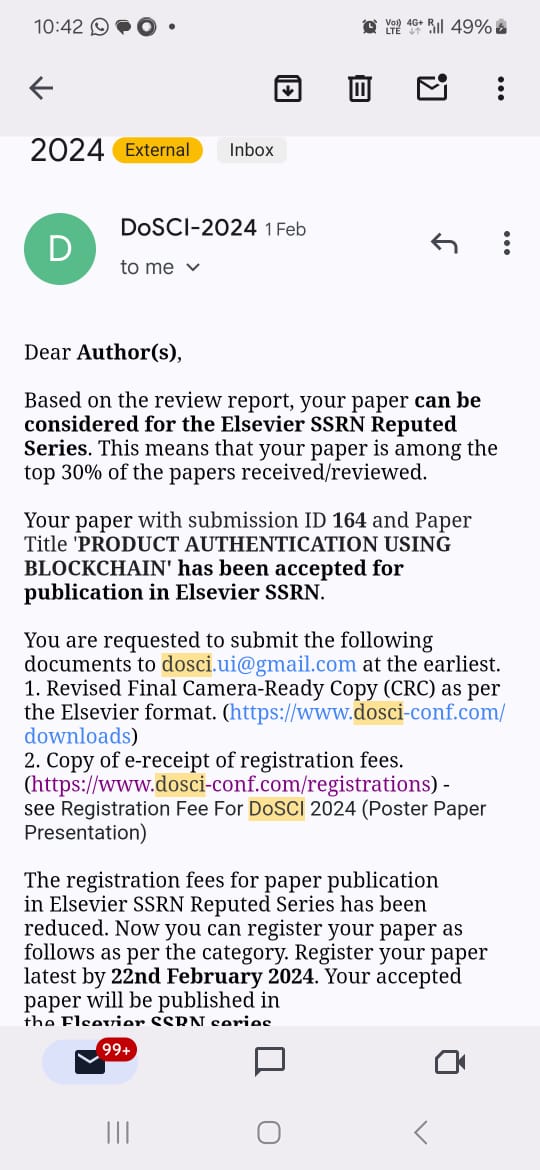 10:42
Vo)) 4G+ R 49%
LTE
2024 External Inbox
D
DoSCI-2024 1 Feb
to me
Dear Author(s),
Based on the review report, your paper can be
considered for the Elsevier SSRN Reputed
Series. This means that your paper is among the
top 30% of the papers received/reviewed.
Your paper with submission ID 164 and Paper
Title 'PRODUCT AUTHENTICATION USING
BLOCKCHAIN' has been accepted for
publication in Elsevier SSRN.
You are requested to submit the following
documents to dosci.ui@gmail.com at the earliest.
1. Revised Final Camera-Ready Copy (CRC) as per
the Elsevier format. (https://www.dosci-conf.com/
downloads)
2. Copy of e-receipt of registration fees.
(https://www.dosci-conf.com/registrations) -
see Registration Fee For DoSCI 2024 (Poster Paper
Presentation)
The registration fees for paper publication
in Elsevier SSRN Reputed Series has been
reduced. Now you can register your paper as
follows as per the category. Register your paper
latest by 22nd February 2024. Your accepted
paper will be published in
the Elsevier SSRN series
99+